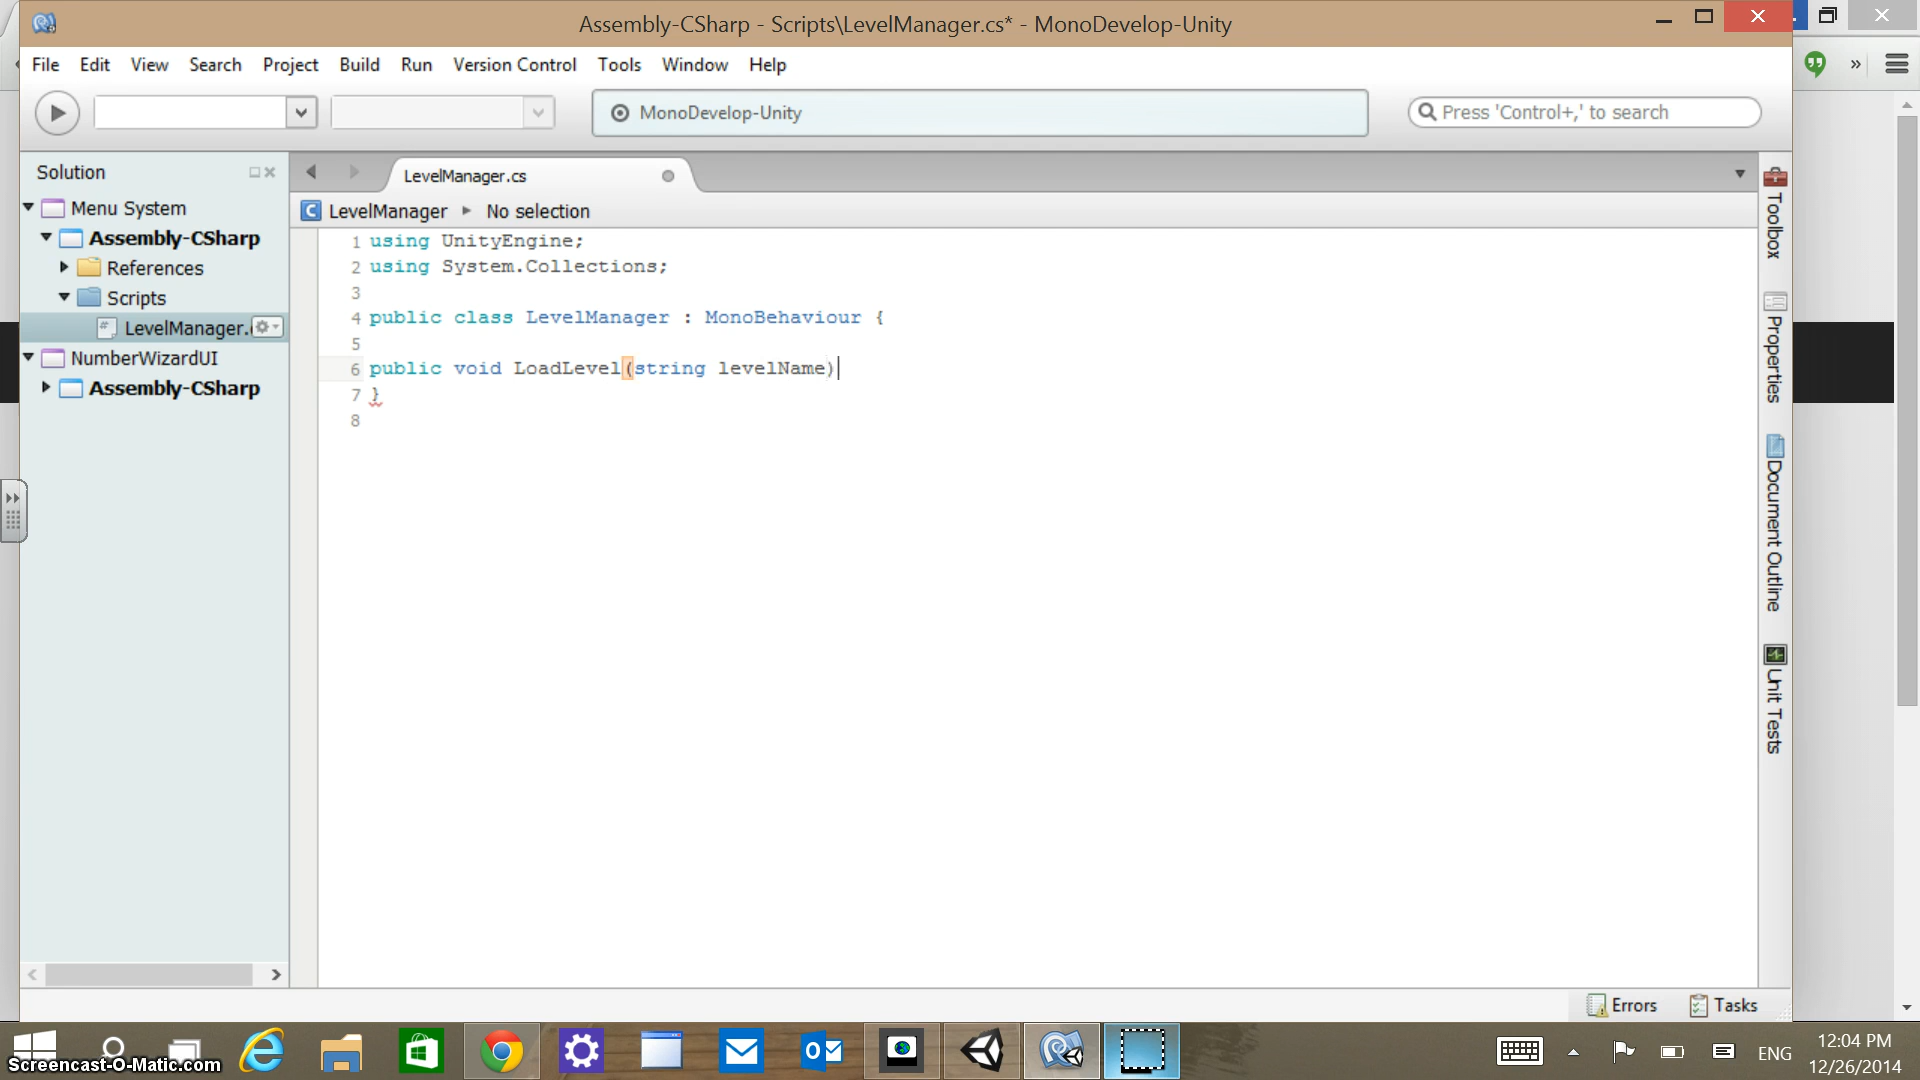 Assembly-CSharp - Scripts\LevelManager.cs* - MonoDevelop-Unity
File Edit View Search Project Build Run Version Control Tools Window Help
MonoDevelop-Unity
Press 'Control+,' to search
Solution
LevelManager.cs
Menu System
LevelManager No selection
Assembly-CSharp
References
Scripts
LevelManager.
NumberWizardUI
Assembly-CSharp
1 using UnityEngine;
2 using System.Collections;
3
4 public class LevelManager : MonoBehaviour {
5
6 public void LoadLevel(string levelName)
7 }
8
Toolbox
Properties
Document Outline
Unit Tests
Errors Tasks
Screencast-O-Matic.com
ENG
12:04 PM
12/26/2014